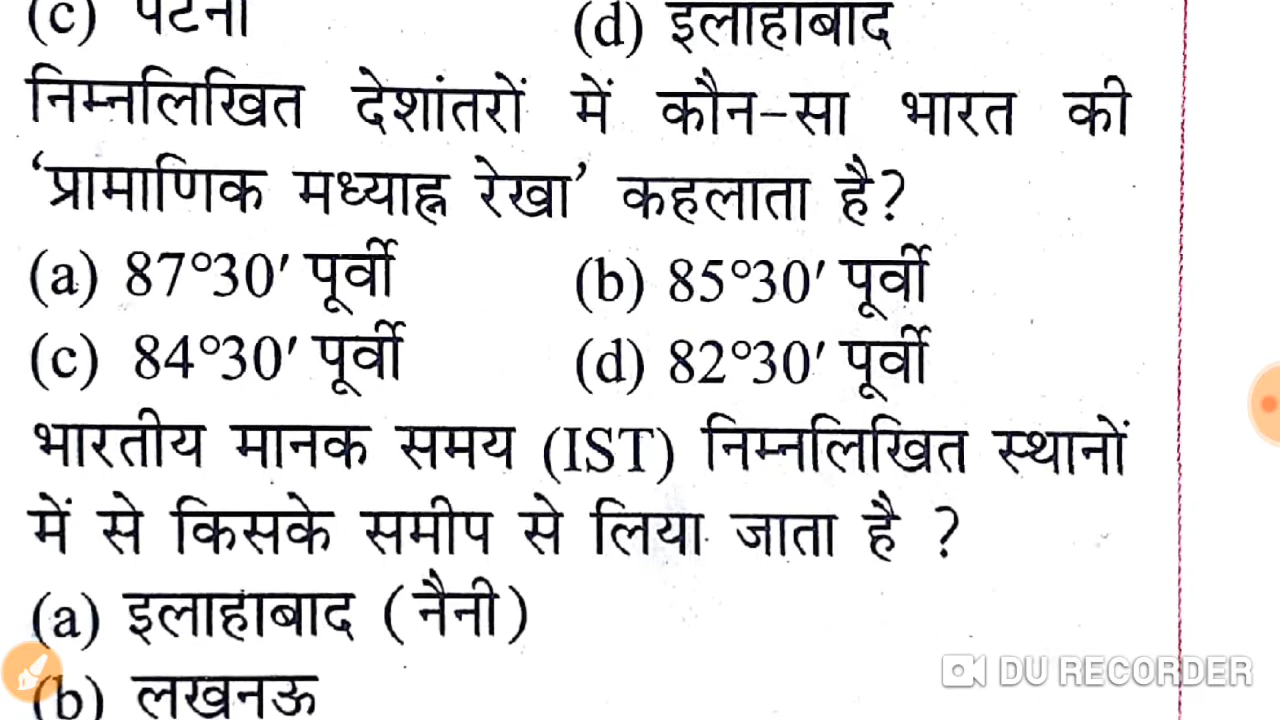 (c) पटना (d) इलाहाबाद
निम्नलिखित देशांतरों में कौन-सा भारत की
‘प्रामाणिक मध्याह्न रेखा’ कहलाता है?
(a) 87°30′ पूर्वी (b) 85°30′ पूर्वी
(c) 84°30′ पूर्वी (d) 82°30′ पूर्वी
भारतीय मानक समय (IST) निम्नलिखित स्थानों
में से किसके समीप से लिया जाता है ?
(a) इलाहाबाद (नैनी)
(b) लखनऊ
DU RECORDER